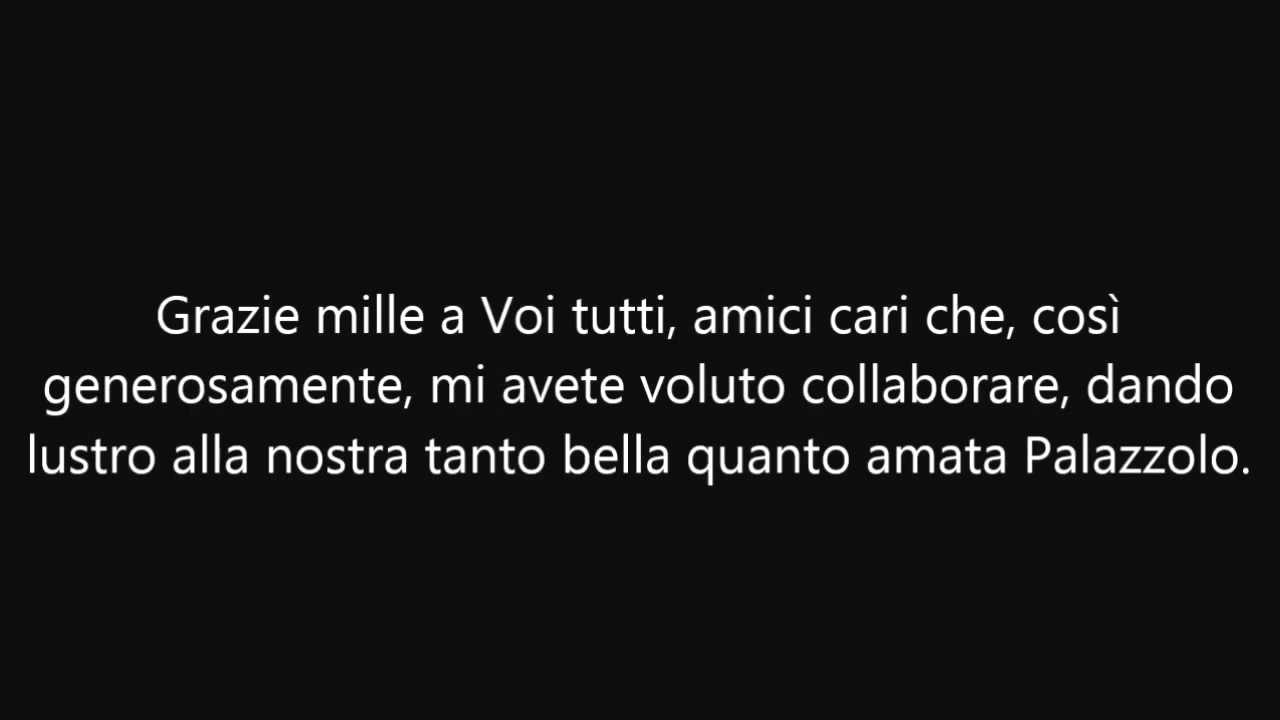 Grazie mille a Voi tutti, amici cari che, così
generosamente, mi avete voluto collaborare, dando
lustro alla nostra tanto bella quanto amata Palazzolo.